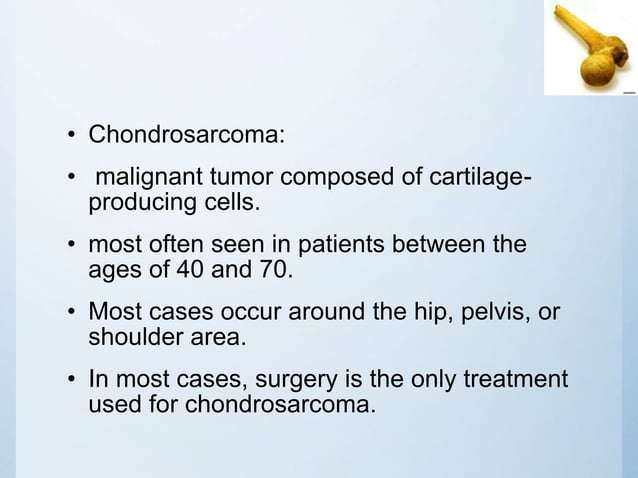 • Chondrosarcoma:
• malignant tumor composed of cartilage-
producing cells.
• most often seen in patients between the
ages of 40 and 70.
• Most cases occur around the hip, pelvis, or
shoulder area.
• In most cases, surgery is the only treatment
used for chondrosarcoma.